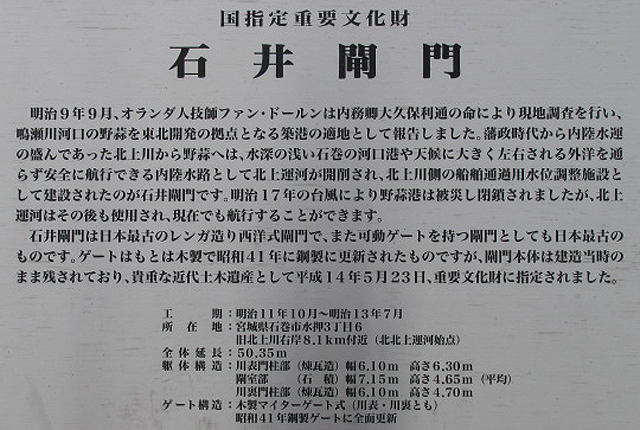 国指定重要文化財
石井閘門
明治9年9月、オランダ人技師ファン・ドールンは内務卿大久保利通の命により現地調査を行い、
鳴瀬川河口の野蒜を東北開発の拠点となる築港の適地として報告しました。藩政時代から内陸水運
の盛んであった北上川から野蒜へは、水深の浅い石巻の河口港や天候に大きく左右される外洋を通
らず安全に航行できる内陸水路として北上運河が開削され、北上川側の船舶通過用水位調整施設と
して建設されたのが石井閘門です。明治17年の台風により野蒜港は被災し閉鎖されましたが、北上
運河はその後も使用され、現在でも航行することができます。
石井閘門は日本最古のレンガ造り西洋式閘門で、また可動ゲートを持つ閘門としても日本最古の
ものです。ゲートはもとは木製で昭和41年に鋼製に更新されたものですが、閘門本体は建造当時の
まま残されており、貴重な近代土木遺産として平成14年5月23日、重要文化財に指定されました。
工期：明治11年10月～明治13年7月
所在地：宮城県石巻市水押3丁目6
旧北上川右岸8.1km付近（北北上運河始点）
全体延長：50.35m
躯体構造：川表門柱部（煉瓦造）幅6.10m 高さ6.30m
閘室部（石積）幅7.15m 高さ4.65m（平均）
川裏門柱部（煉瓦造）幅6.10m 高さ4.70m
ゲート構造：木製マイターゲート式（川表・川裏とも）
昭和41年鋼製ゲートに全面更新